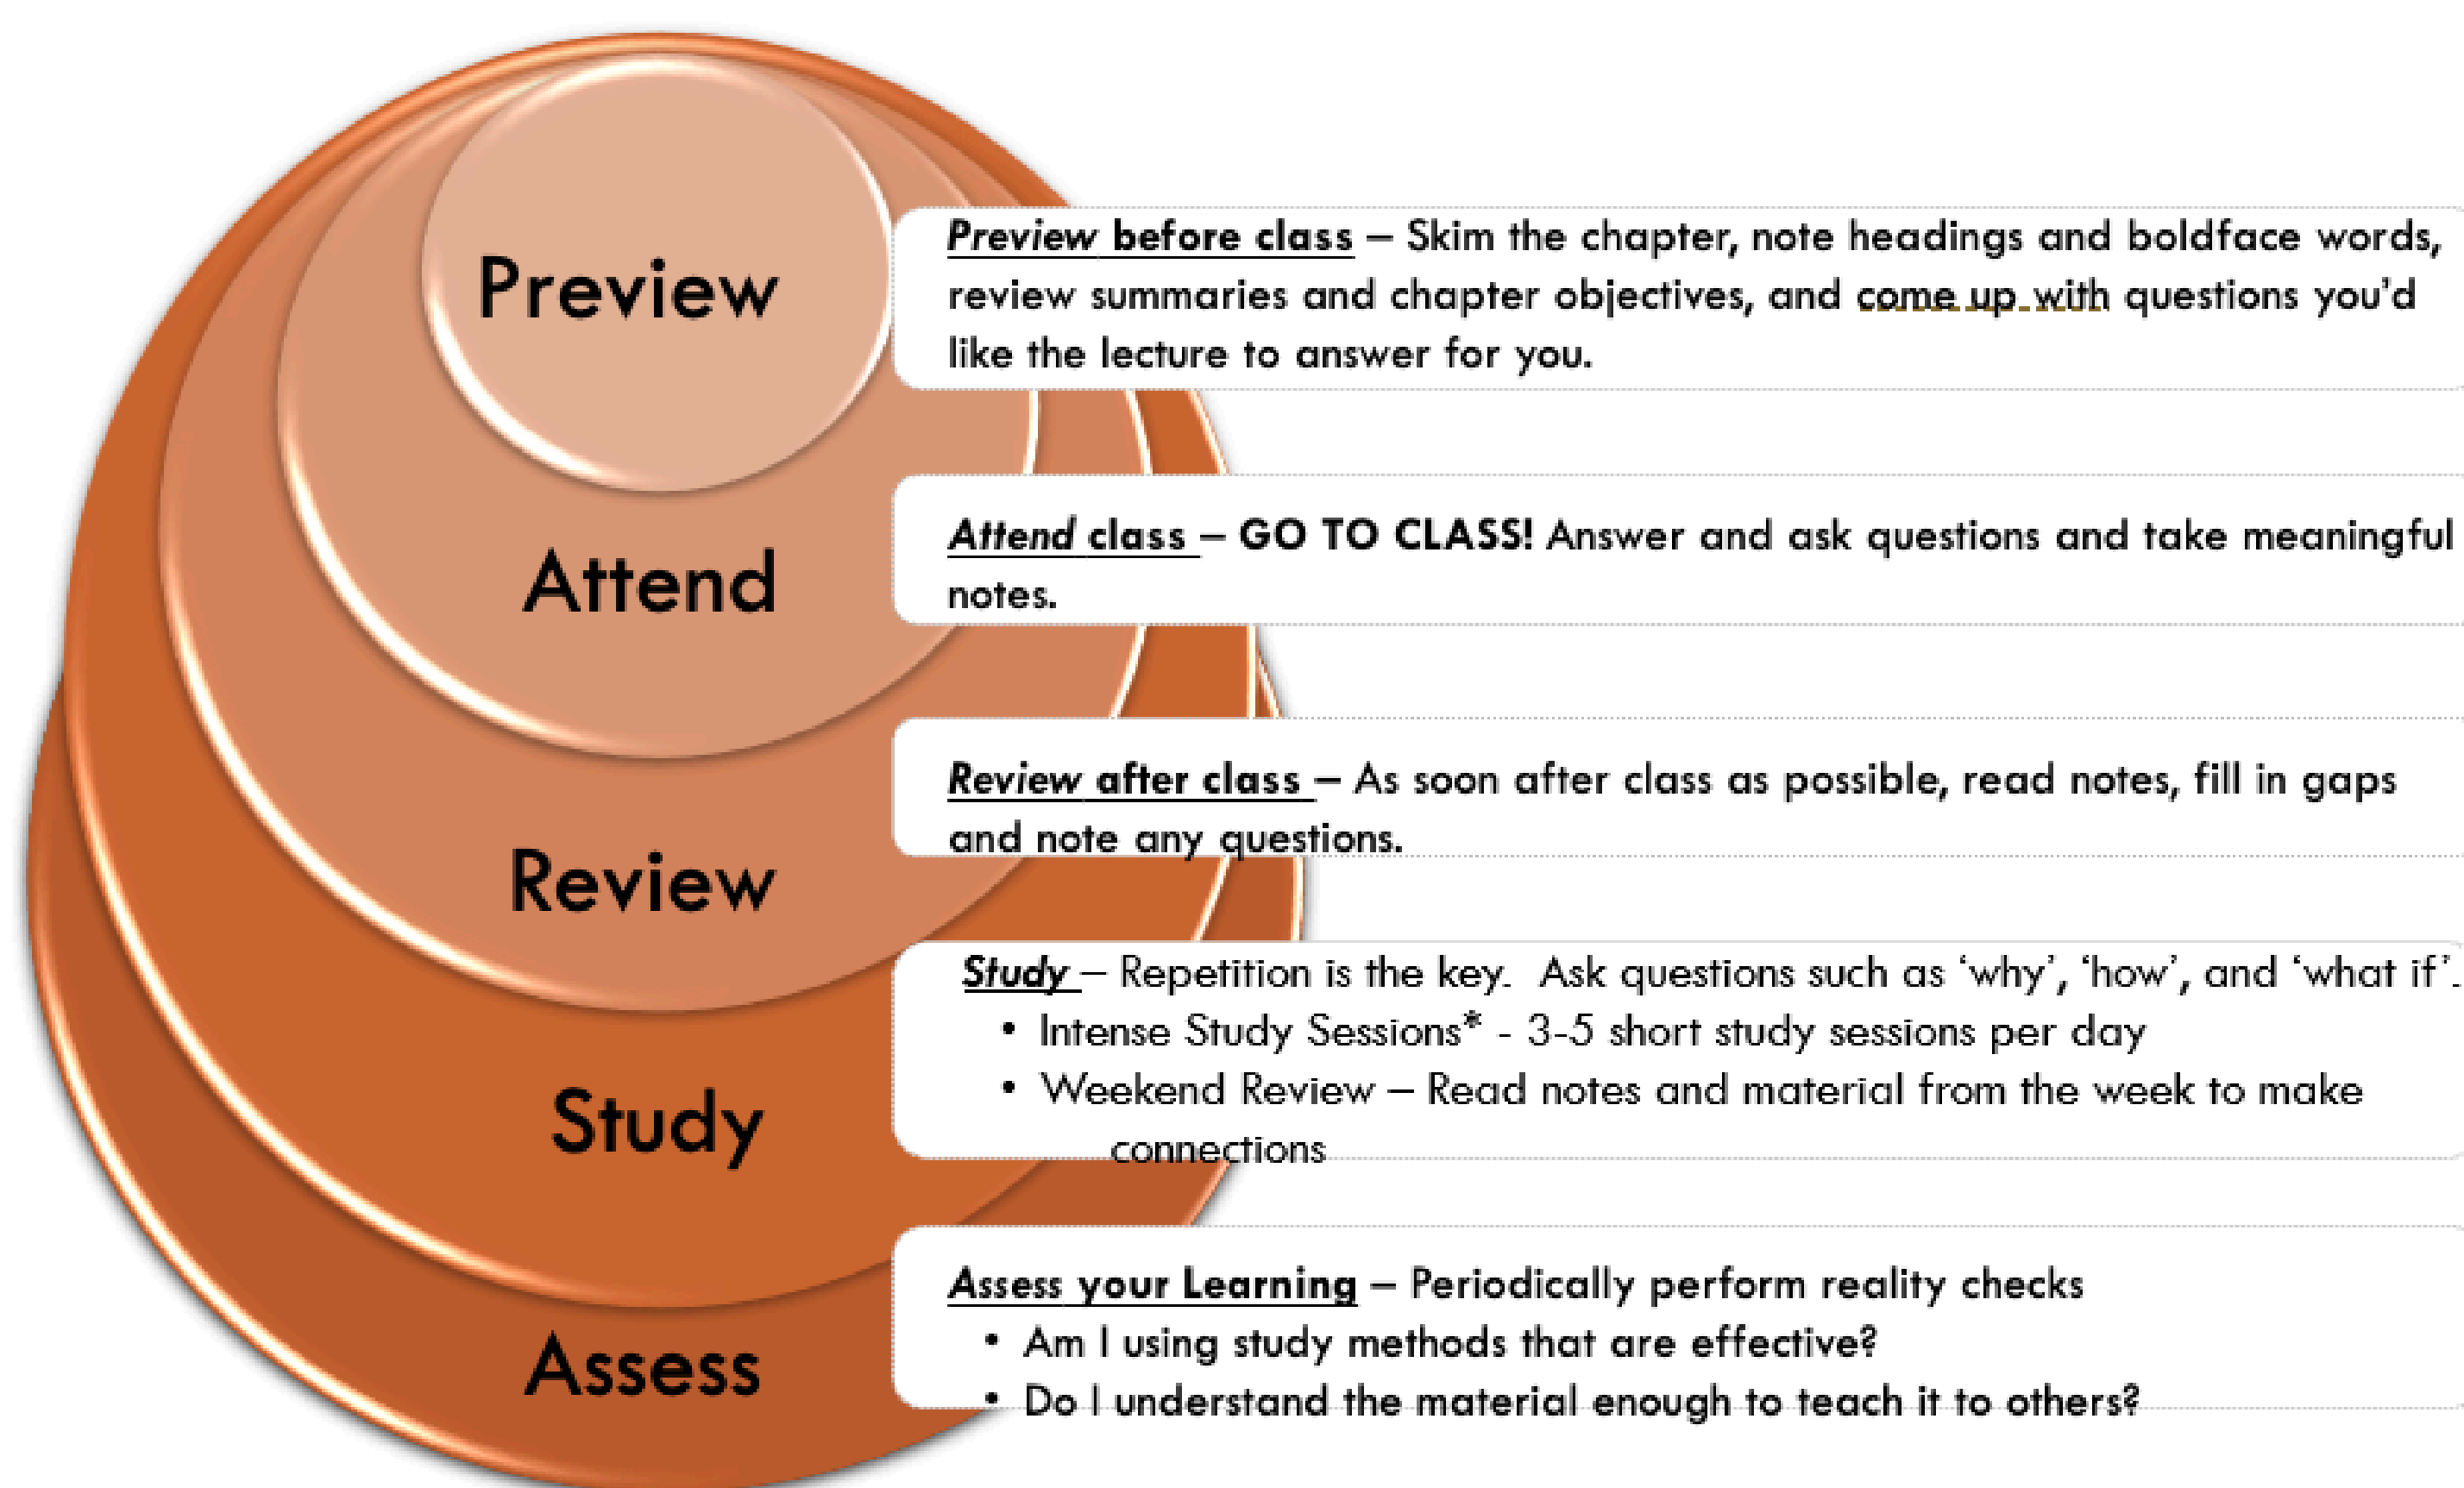 Preview
Preview before class – Skim the chapter, note headings and boldface words,
review summaries and chapter objectives, and come up with questions you'd
like the lecture to answer for you.
Attend
Attend class – GO TO CLASS! Answer and ask questions and take meaningful
notes.
Review
Review after class – As soon after class as possible, read notes, fill in gaps
and note any questions.
Study
Study – Repetition is the key.  Ask questions such as ‘why’, ‘how’, and ‘what if’.
• Intense Study Sessions* - 3-5 short study sessions per day
• Weekend Review – Read notes and material from the week to make
connections
Assess
Assess your Learning – Periodically perform reality checks
• Am I using study methods that are effective?
• Do I understand the material enough to teach it to others?